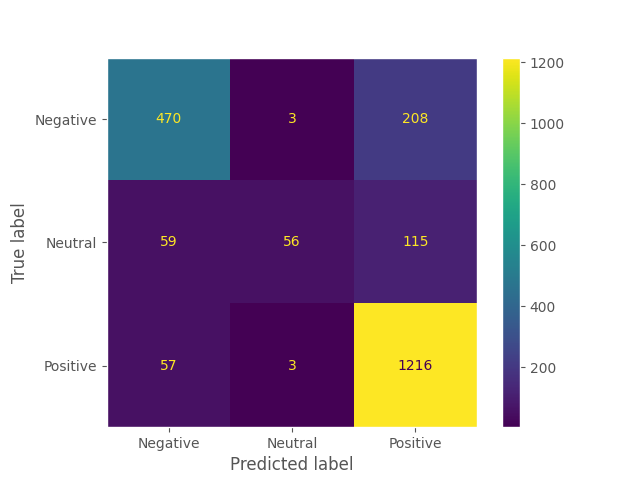 Negative 470 3 208
Neutral 59 56 115
Positive 57 3 1216
Negative Neutral Positive
Predicted label
True label
1200
1000
800
600
400
200